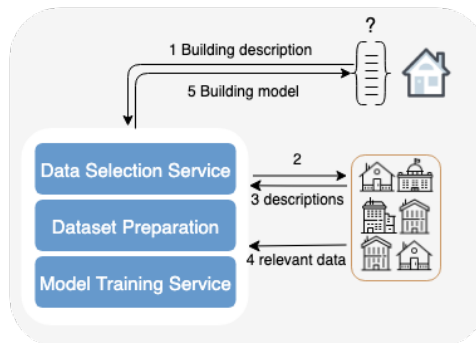 ?
1 Building description
5 Building model
Data Selection Service
2
3 descriptions
Dataset Preparation
4 relevant data
Model Training Service